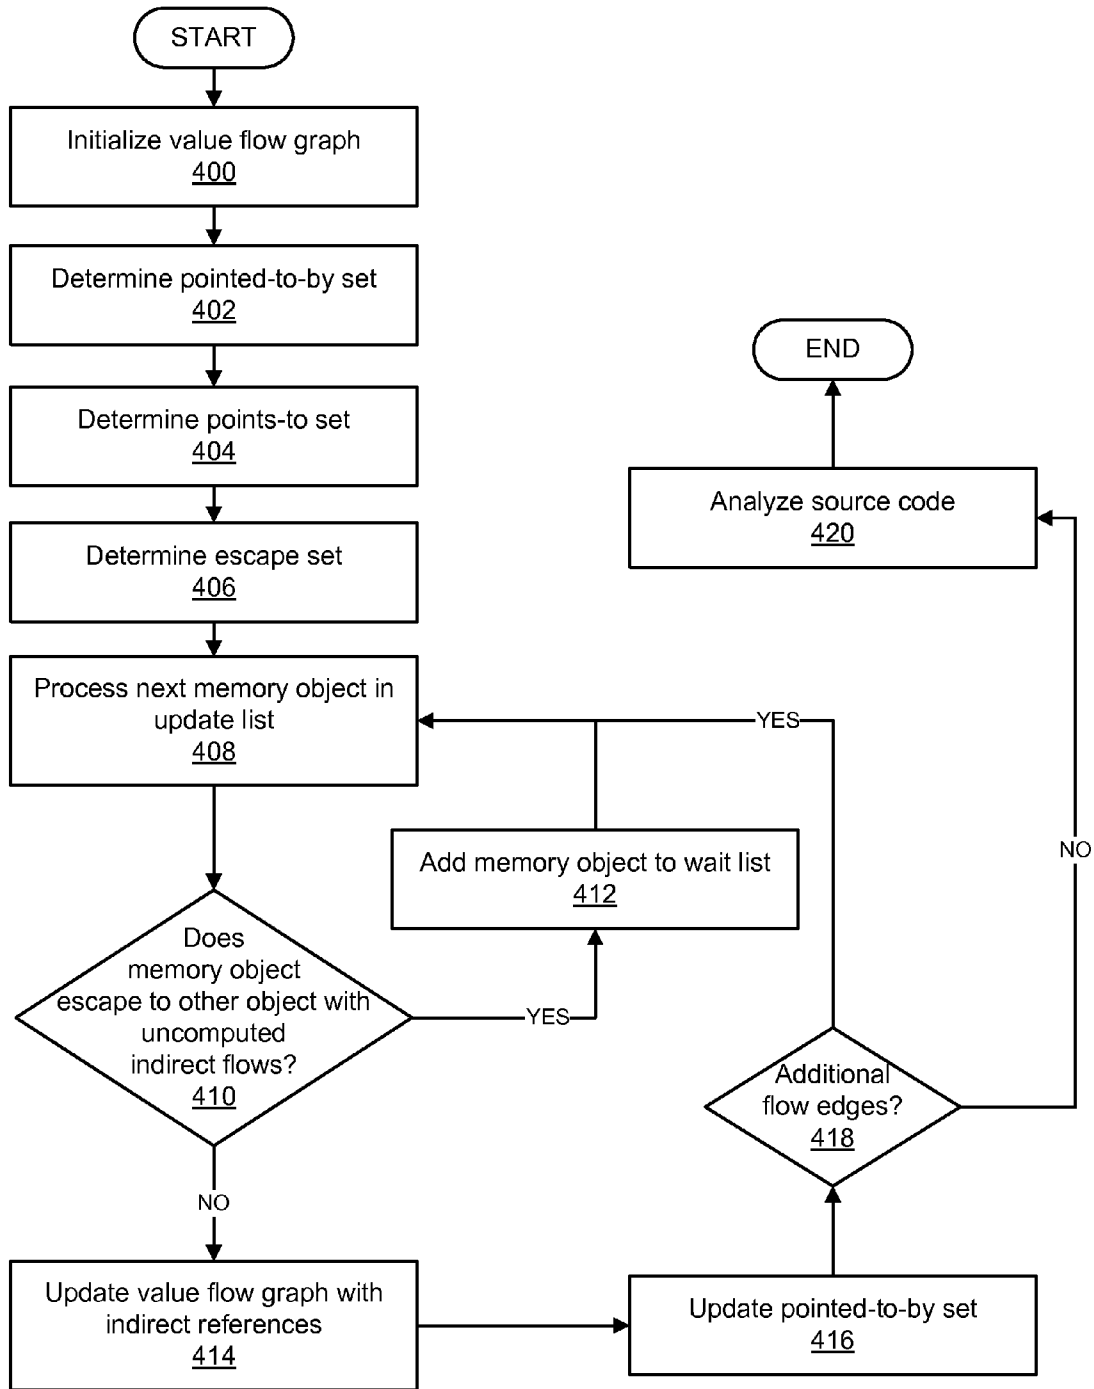 START
Initialize value flow graph
400
Determine pointed-to-by set
402
Determine points-to set
404
Determine escape set
406
Process next memory object in
update list
408
Does
memory object
escape to other object with
uncomputed
indirect flows?
410
YES
Add memory object to wait list
412
NO
Update value flow graph with
indirect references
414
Update pointed-to-by set
416
Additional
flow edges?
418
YES
NO
Analyze source code
420
END